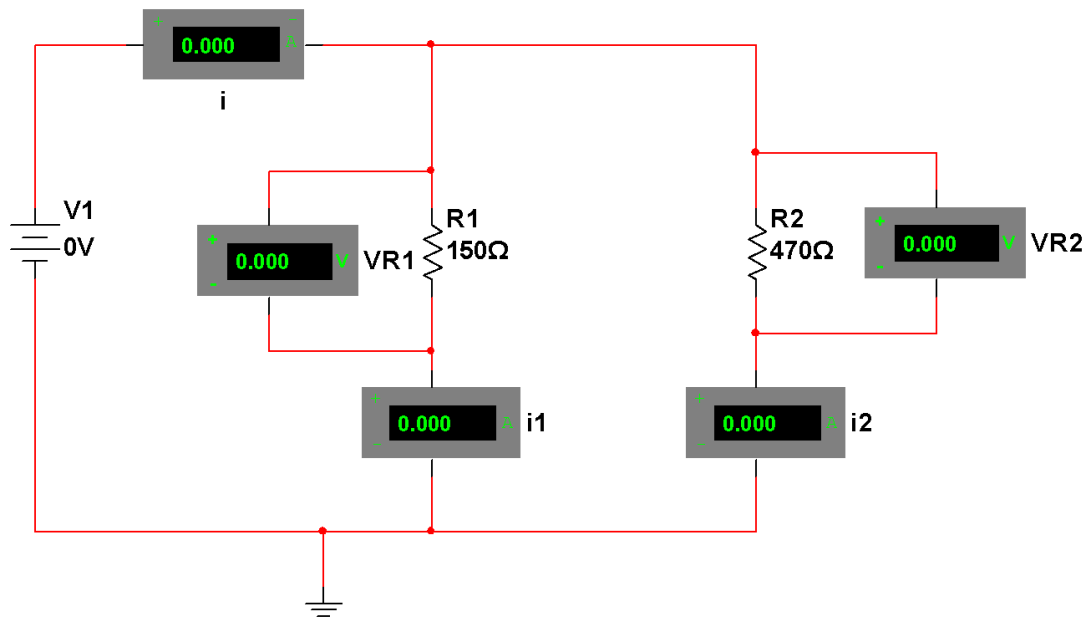 + −
0.000 A
i
V1
0V
+
0.000 V
-
VR1
R1
150Ω
R2
470Ω
+
0.000 V
-
VR2
+
0.000 A
−
i1
+
0.000 A
−
i2